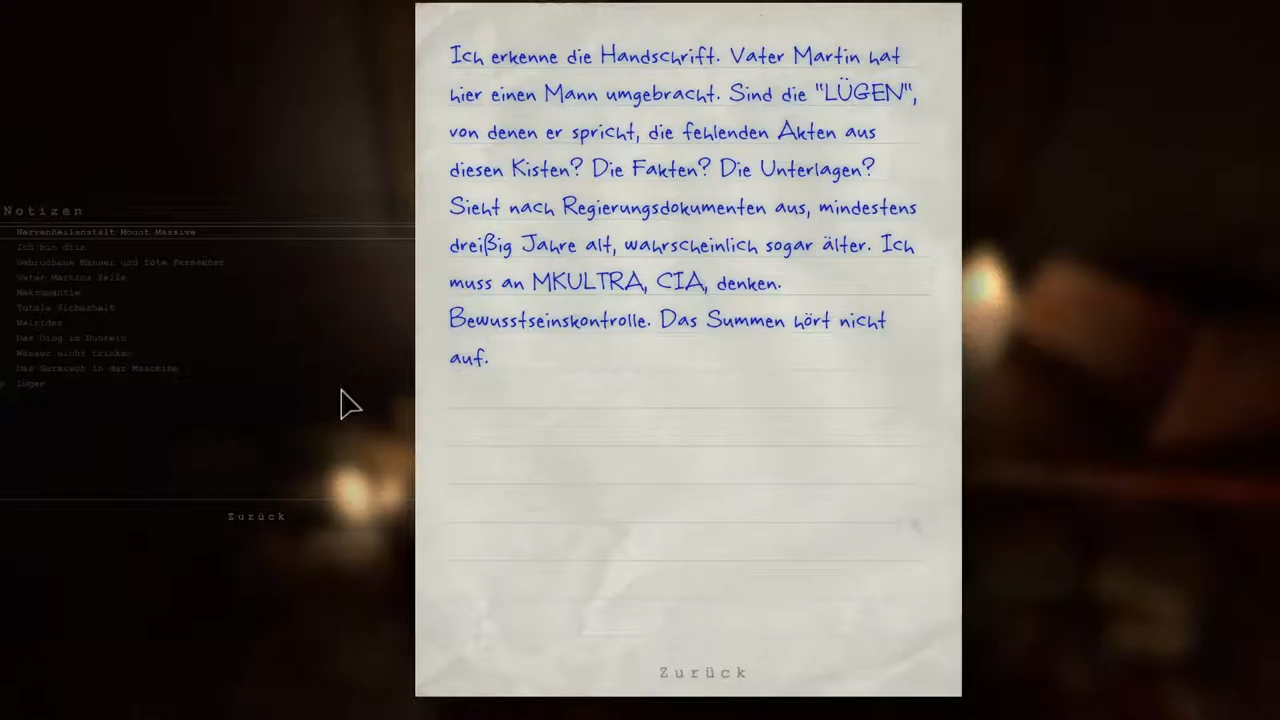 Notizen
Nervenheilanstalt Mount Massive
Ich bin drin
Gebrochene Männer und tote Fernseher
Vater Martins Falle
Nekromantie
Totale Sicherheit
Walrider
Das Ding im Dunkeln
Wasser nicht trinken
Das Geräusch in der Maschine
Lügen
Zurück
Ich erkenne die Handschrift. Vater Martin hat
hier einen Mann umgebracht. Sind die "LÜGEN",
von denen er spricht, die fehlenden Akten aus
diesen Kisten? Die Fakten? Die Unterlagen?
Sieht nach Regierungsdokumenten aus, mindestens
dreißig Jahre alt, wahrscheinlich sogar älter. Ich
muss an MKULTRA, CIA, denken.
Bewusstseinskontrolle. Das Summen hört nicht
auf.
Zurück